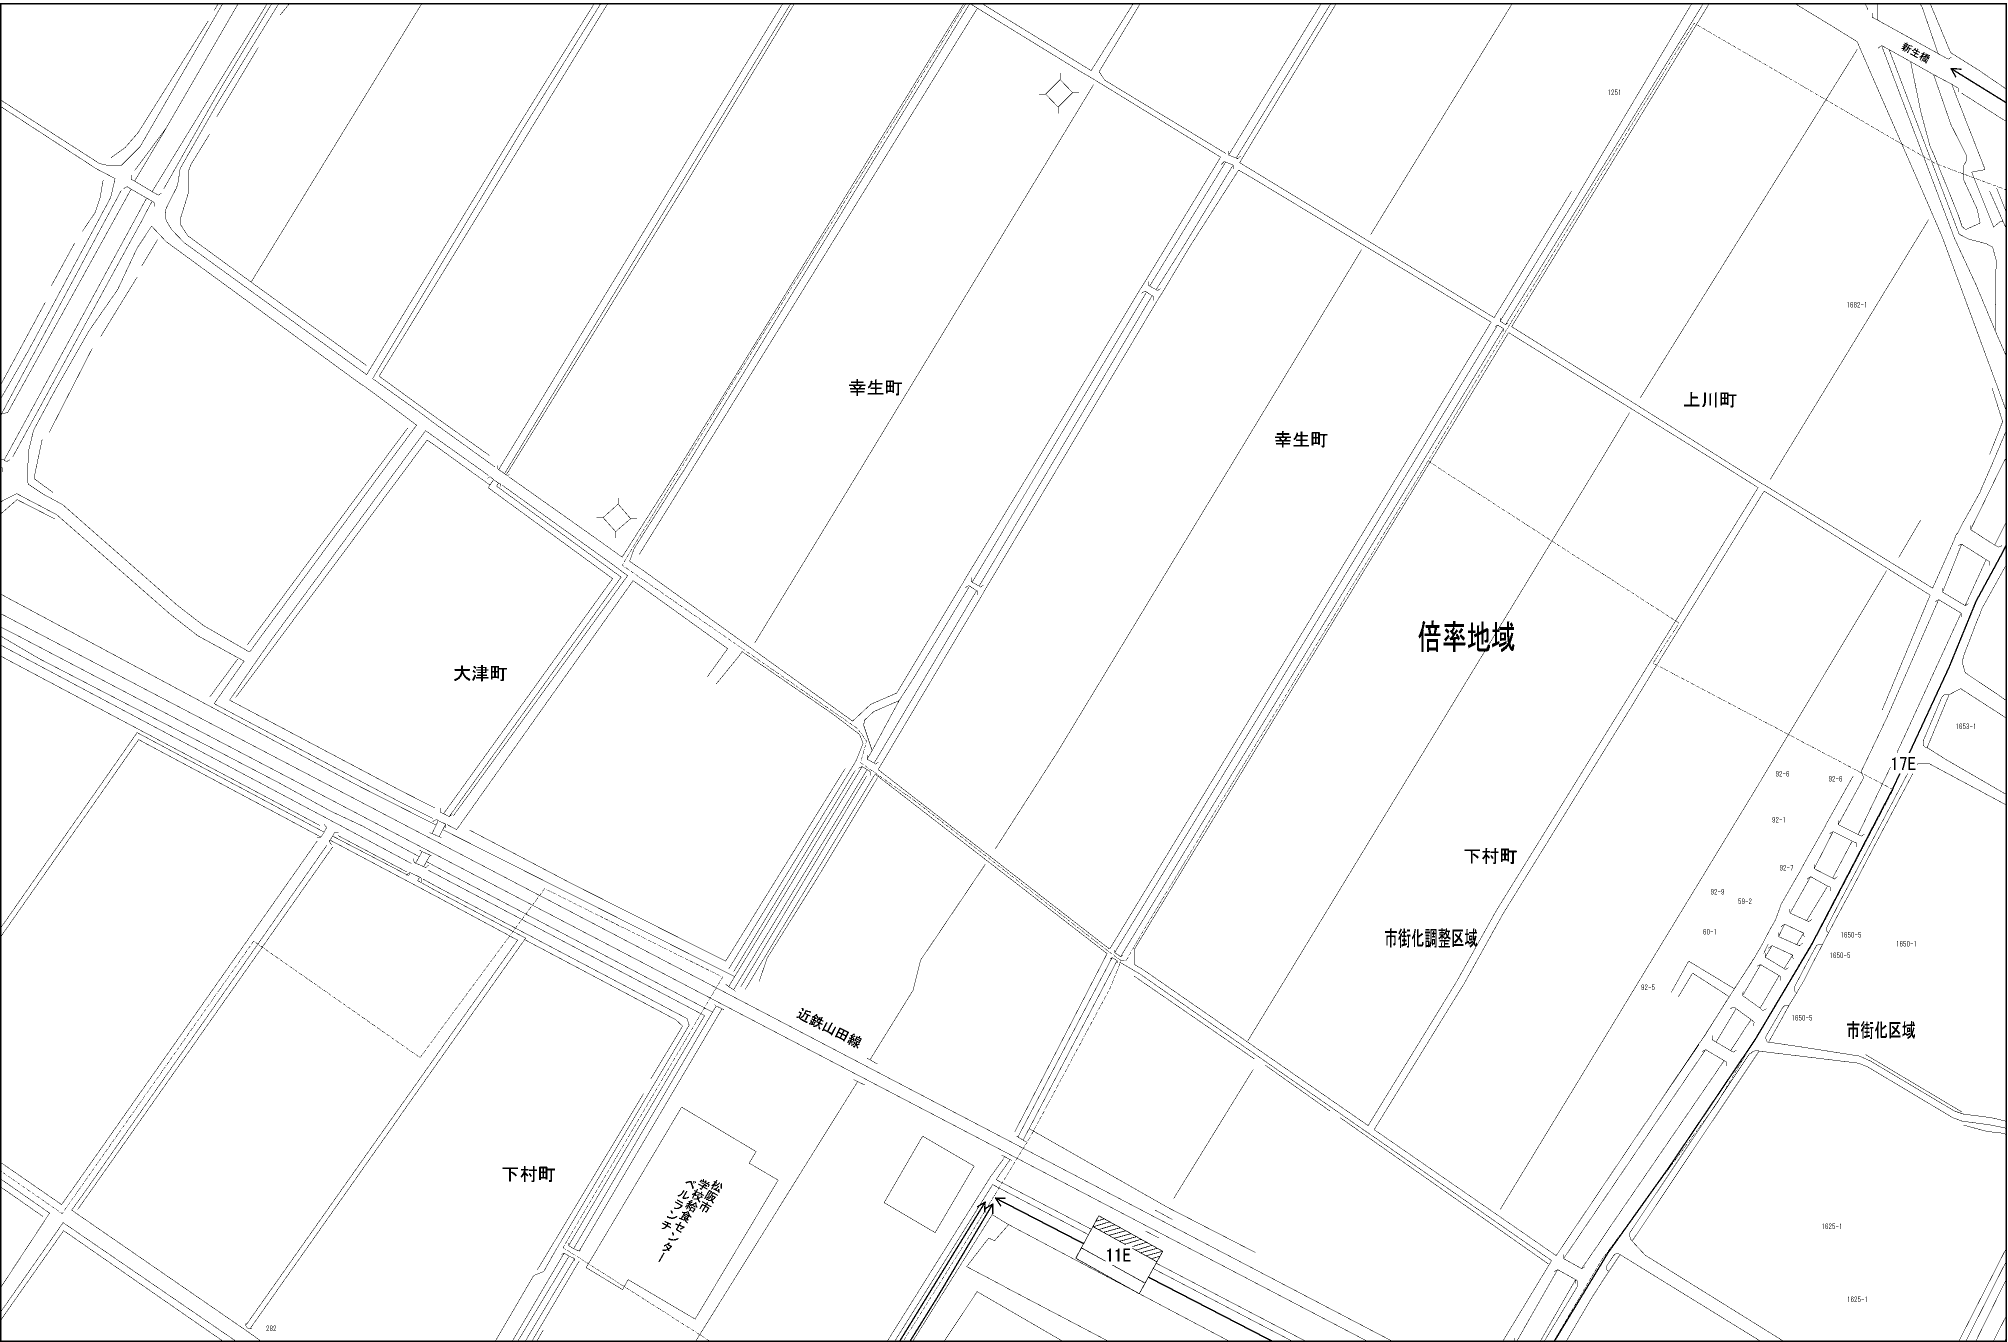 新生橋
1251
1682-1
幸生町
上川町
幸生町
倍率地域
大津町
1653-1
17E
92-6
92-6
92-1
下村町
92-7
92-9
59-2
60-1
市街化調整区域
1650-5
1650-1
1650-5
92-5
1650-5
近鉄山田線
市街化区域
下村町
松阪市
学校給食センター
ベルランチ
1625-1
11E
1625-1
282